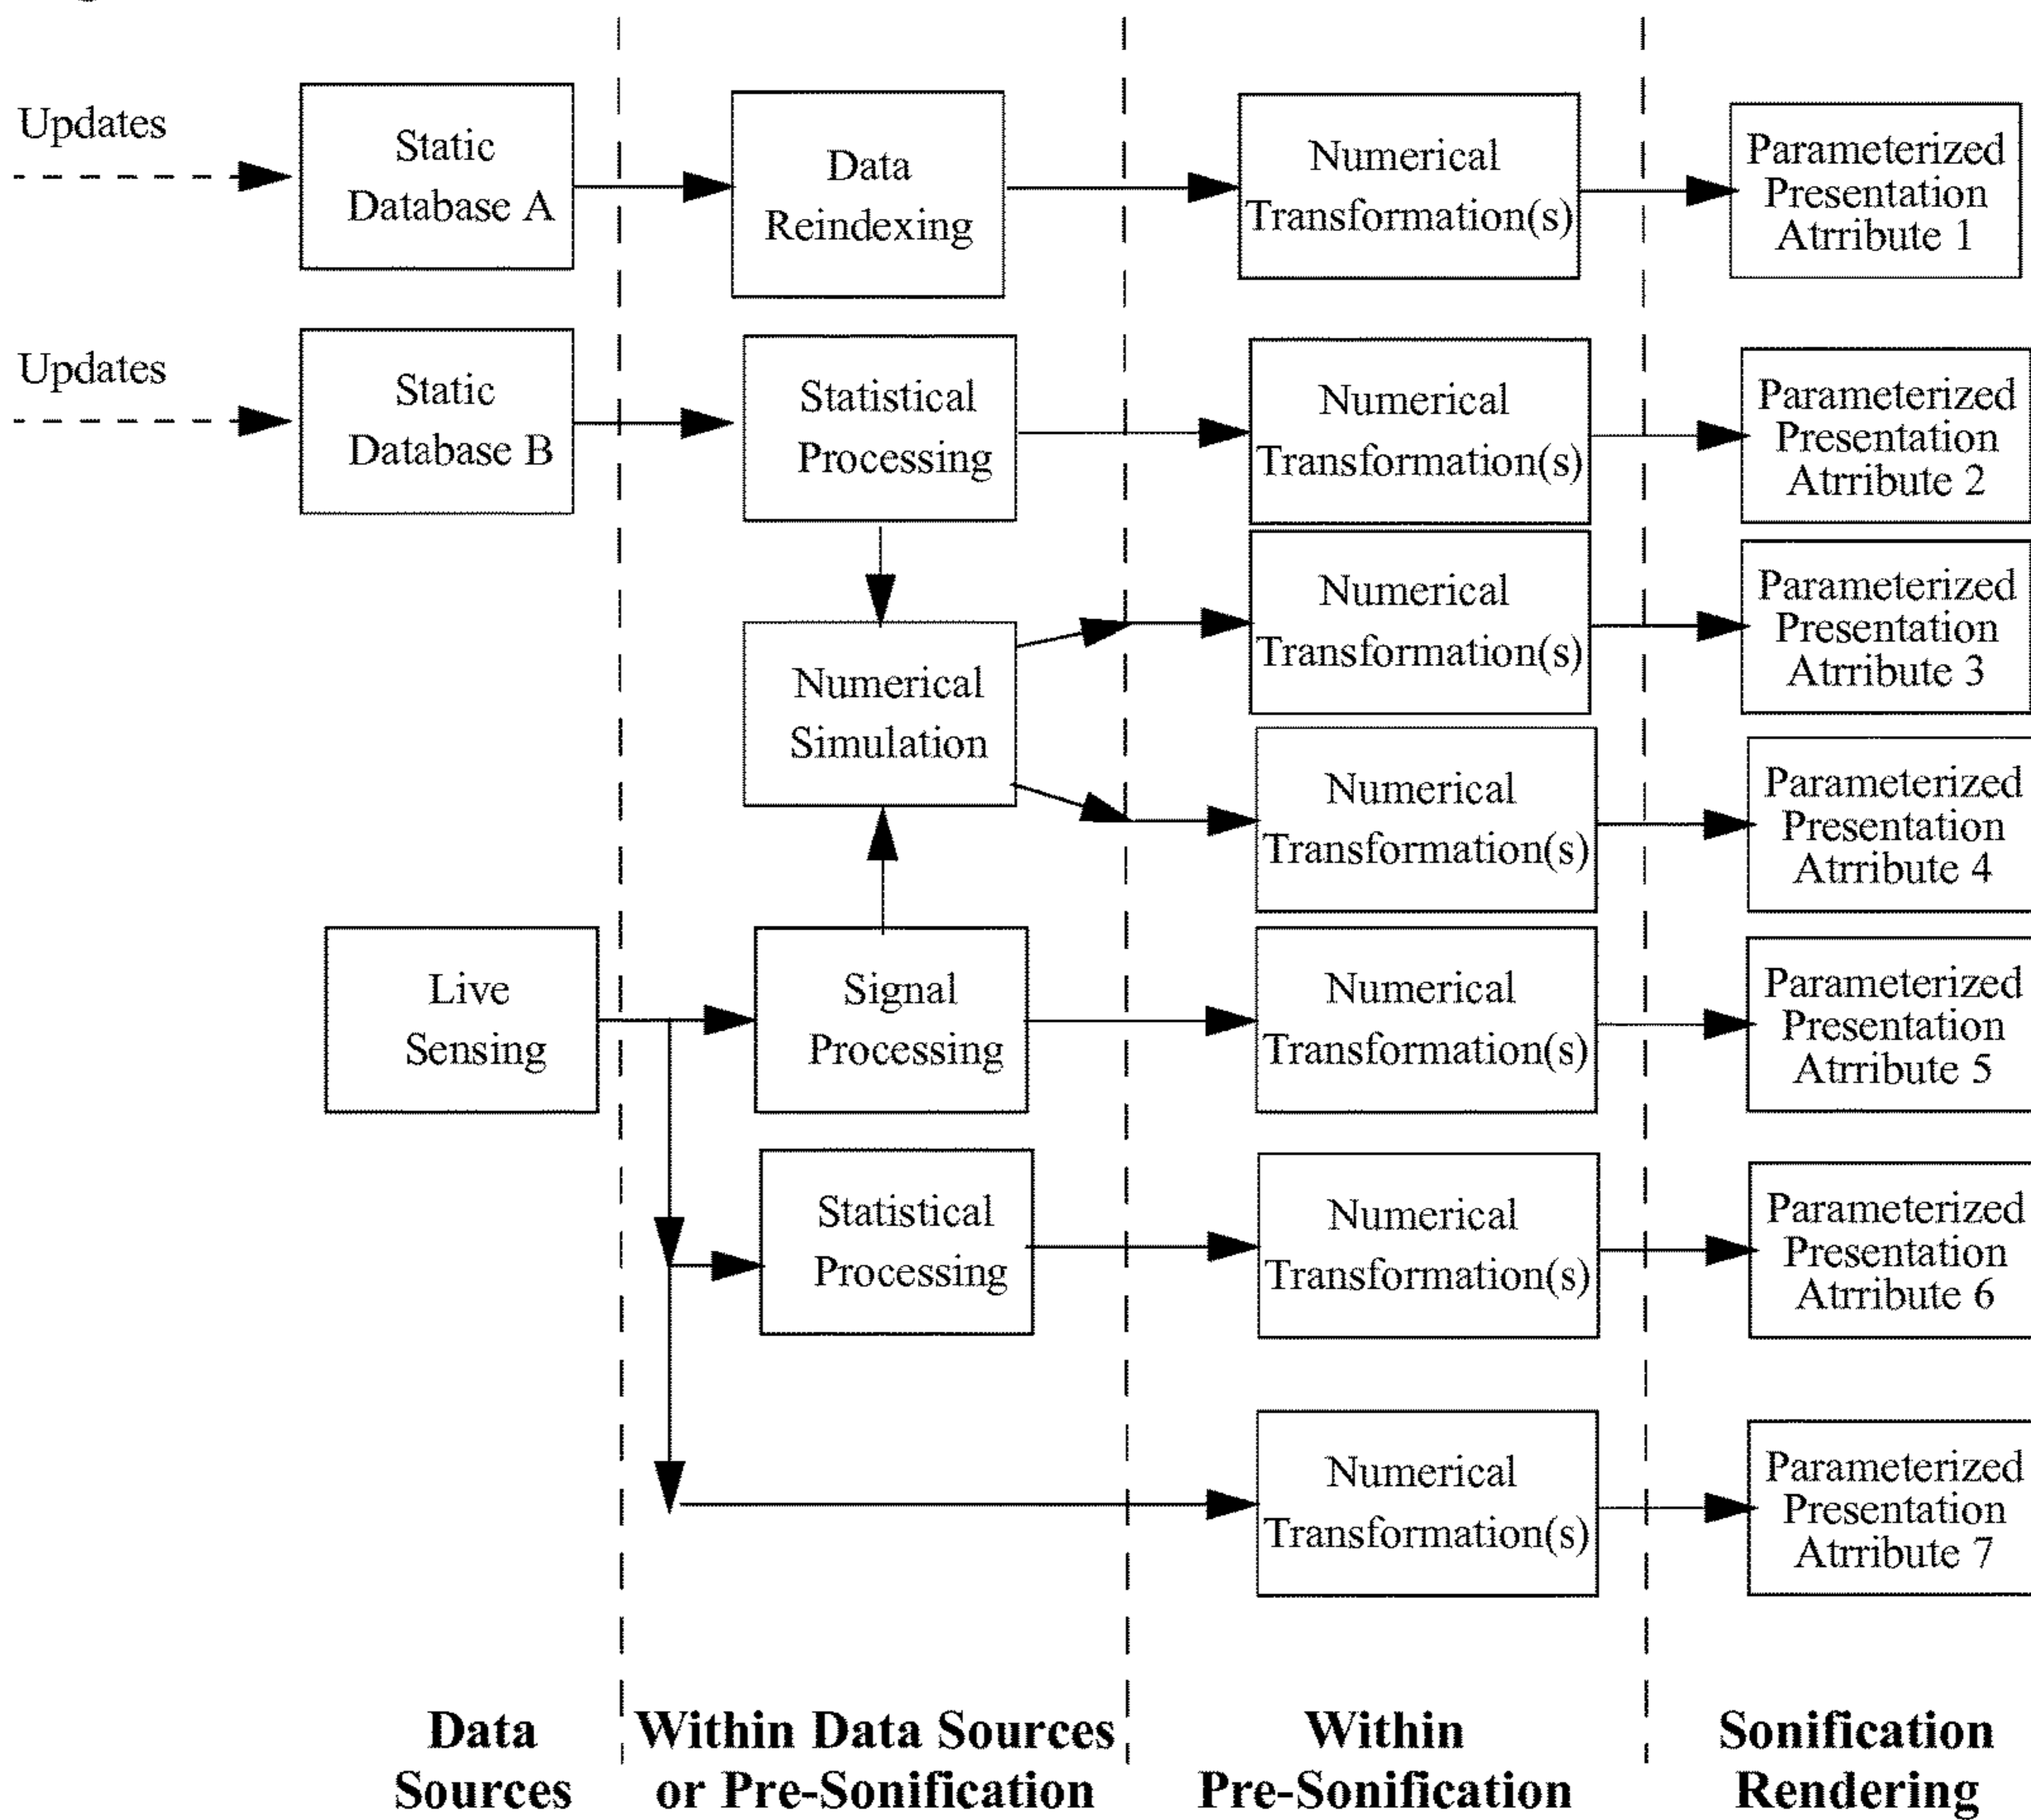 Updates
Static
Database A
Data
Reindexing
Numerical
Transformation(s)
Parameterized
Presentation
Atrribute 1
Updates
Static
Database B
Statistical
Processing
Numerical
Transformation(s)
Parameterized
Presentation
Atrribute 2
Numerical
Simulation
Numerical
Transformation(s)
Parameterized
Presentation
Atrribute 3
Numerical
Transformation(s)
Parameterized
Presentation
Atrribute 4
Live
Sensing
Signal
Processing
Numerical
Transformation(s)
Parameterized
Presentation
Atrribute 5
Statistical
Processing
Numerical
Transformation(s)
Parameterized
Presentation
Atrribute 6
Numerical
Transformation(s)
Parameterized
Presentation
Atrribute 7
Data
Sources
Within Data Sources
or Pre-Sonification
Within
Pre-Sonification
Sonification
Rendering